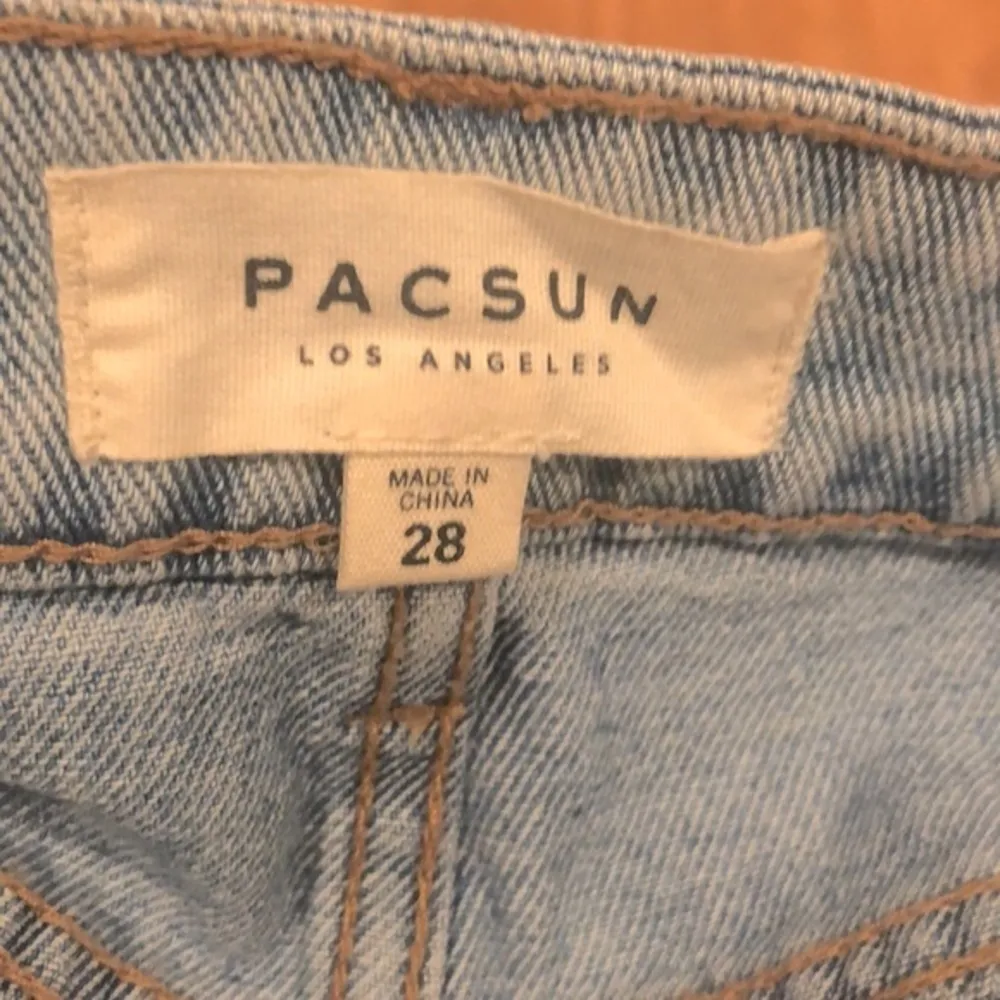 PACSUN
LOS ANGELES
MADE IN
CHINA
28